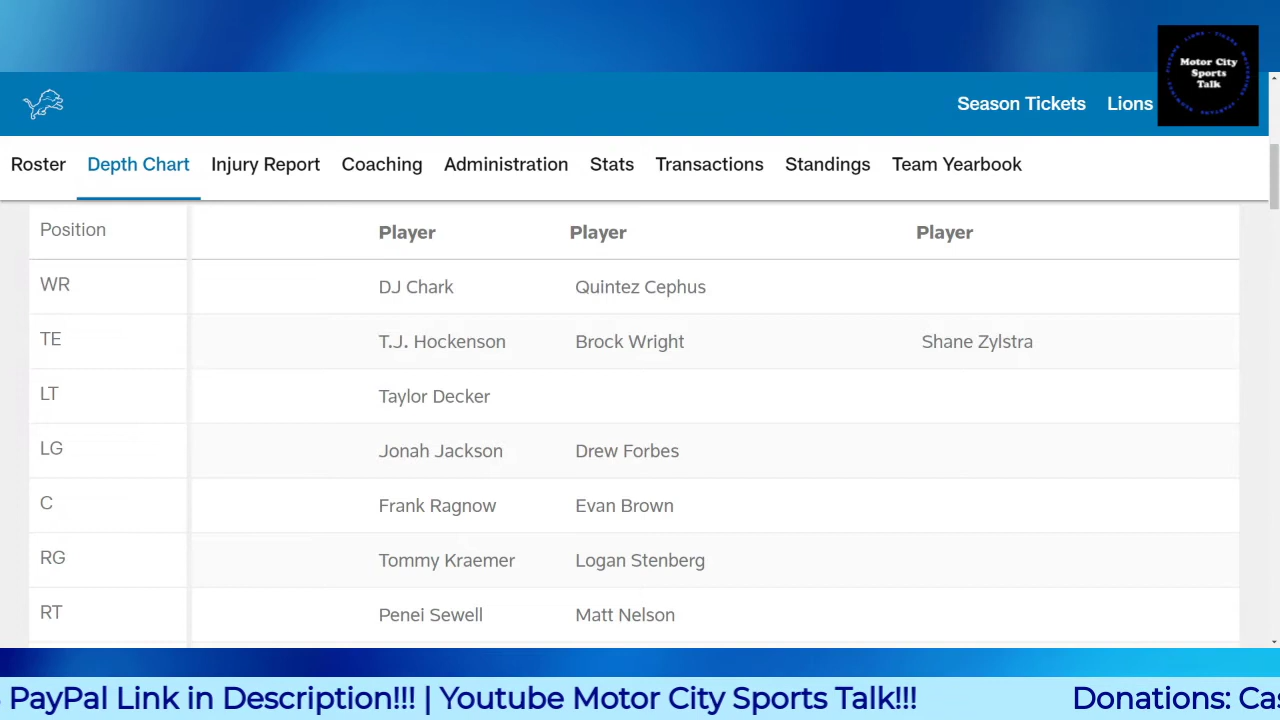 Motor City
Sports
Talk
Season Tickets Lions
Roster Depth Chart Injury Report Coaching Administration Stats Transactions Standings Team Yearbook
Position Player Player Player
WR DJ Chark Quintez Cephus
TE T.J. Hockenson Brock Wright Shane Zylstra
LT Taylor Decker
LG Jonah Jackson Drew Forbes
C Frank Ragnow Evan Brown
RG Tommy Kraemer Logan Stenberg
RT Penei Sewell Matt Nelson
PayPal Link in Description!!! | Youtube Motor City Sports Talk!!! Donations: Cas